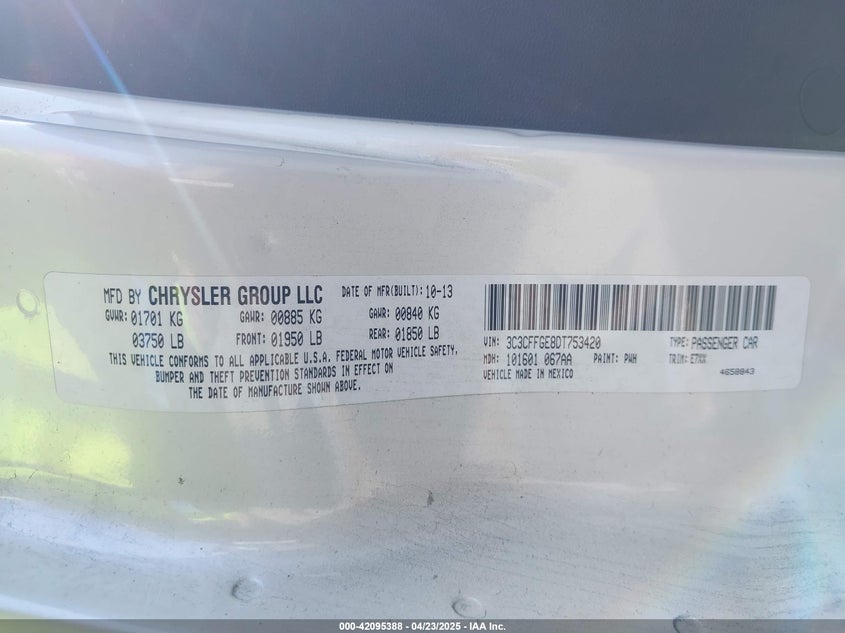 MFD BY CHRYSLER GROUP LLC DATE OF MFR(BUILT): 10-13
GVWR: 01701 KG GAWR: 00885 KG GAWR: 00840 KG
03750 LB FRONT: 01950 LB REAR: 01850 LB
THIS VEHICLE CONFORMS TO ALL APPLICABLE U.S.A. FEDERAL MOTOR VEHICLE SAFETY,
BUMPER AND THEFT PREVENTION STANDARDS IN EFFECT ON
THE DATE OF MANUFACTURE SHOWN ABOVE.
VIN: 3C3CFFGE8DT753420 TYPE: PASSENGER CAR
MDH: 101601 067AA PAINT: PWH TRIM: E7XX
VEHICLE MADE IN MEXICO 4658843
000-42095388 - 04/23/2025 - IAA Inc.